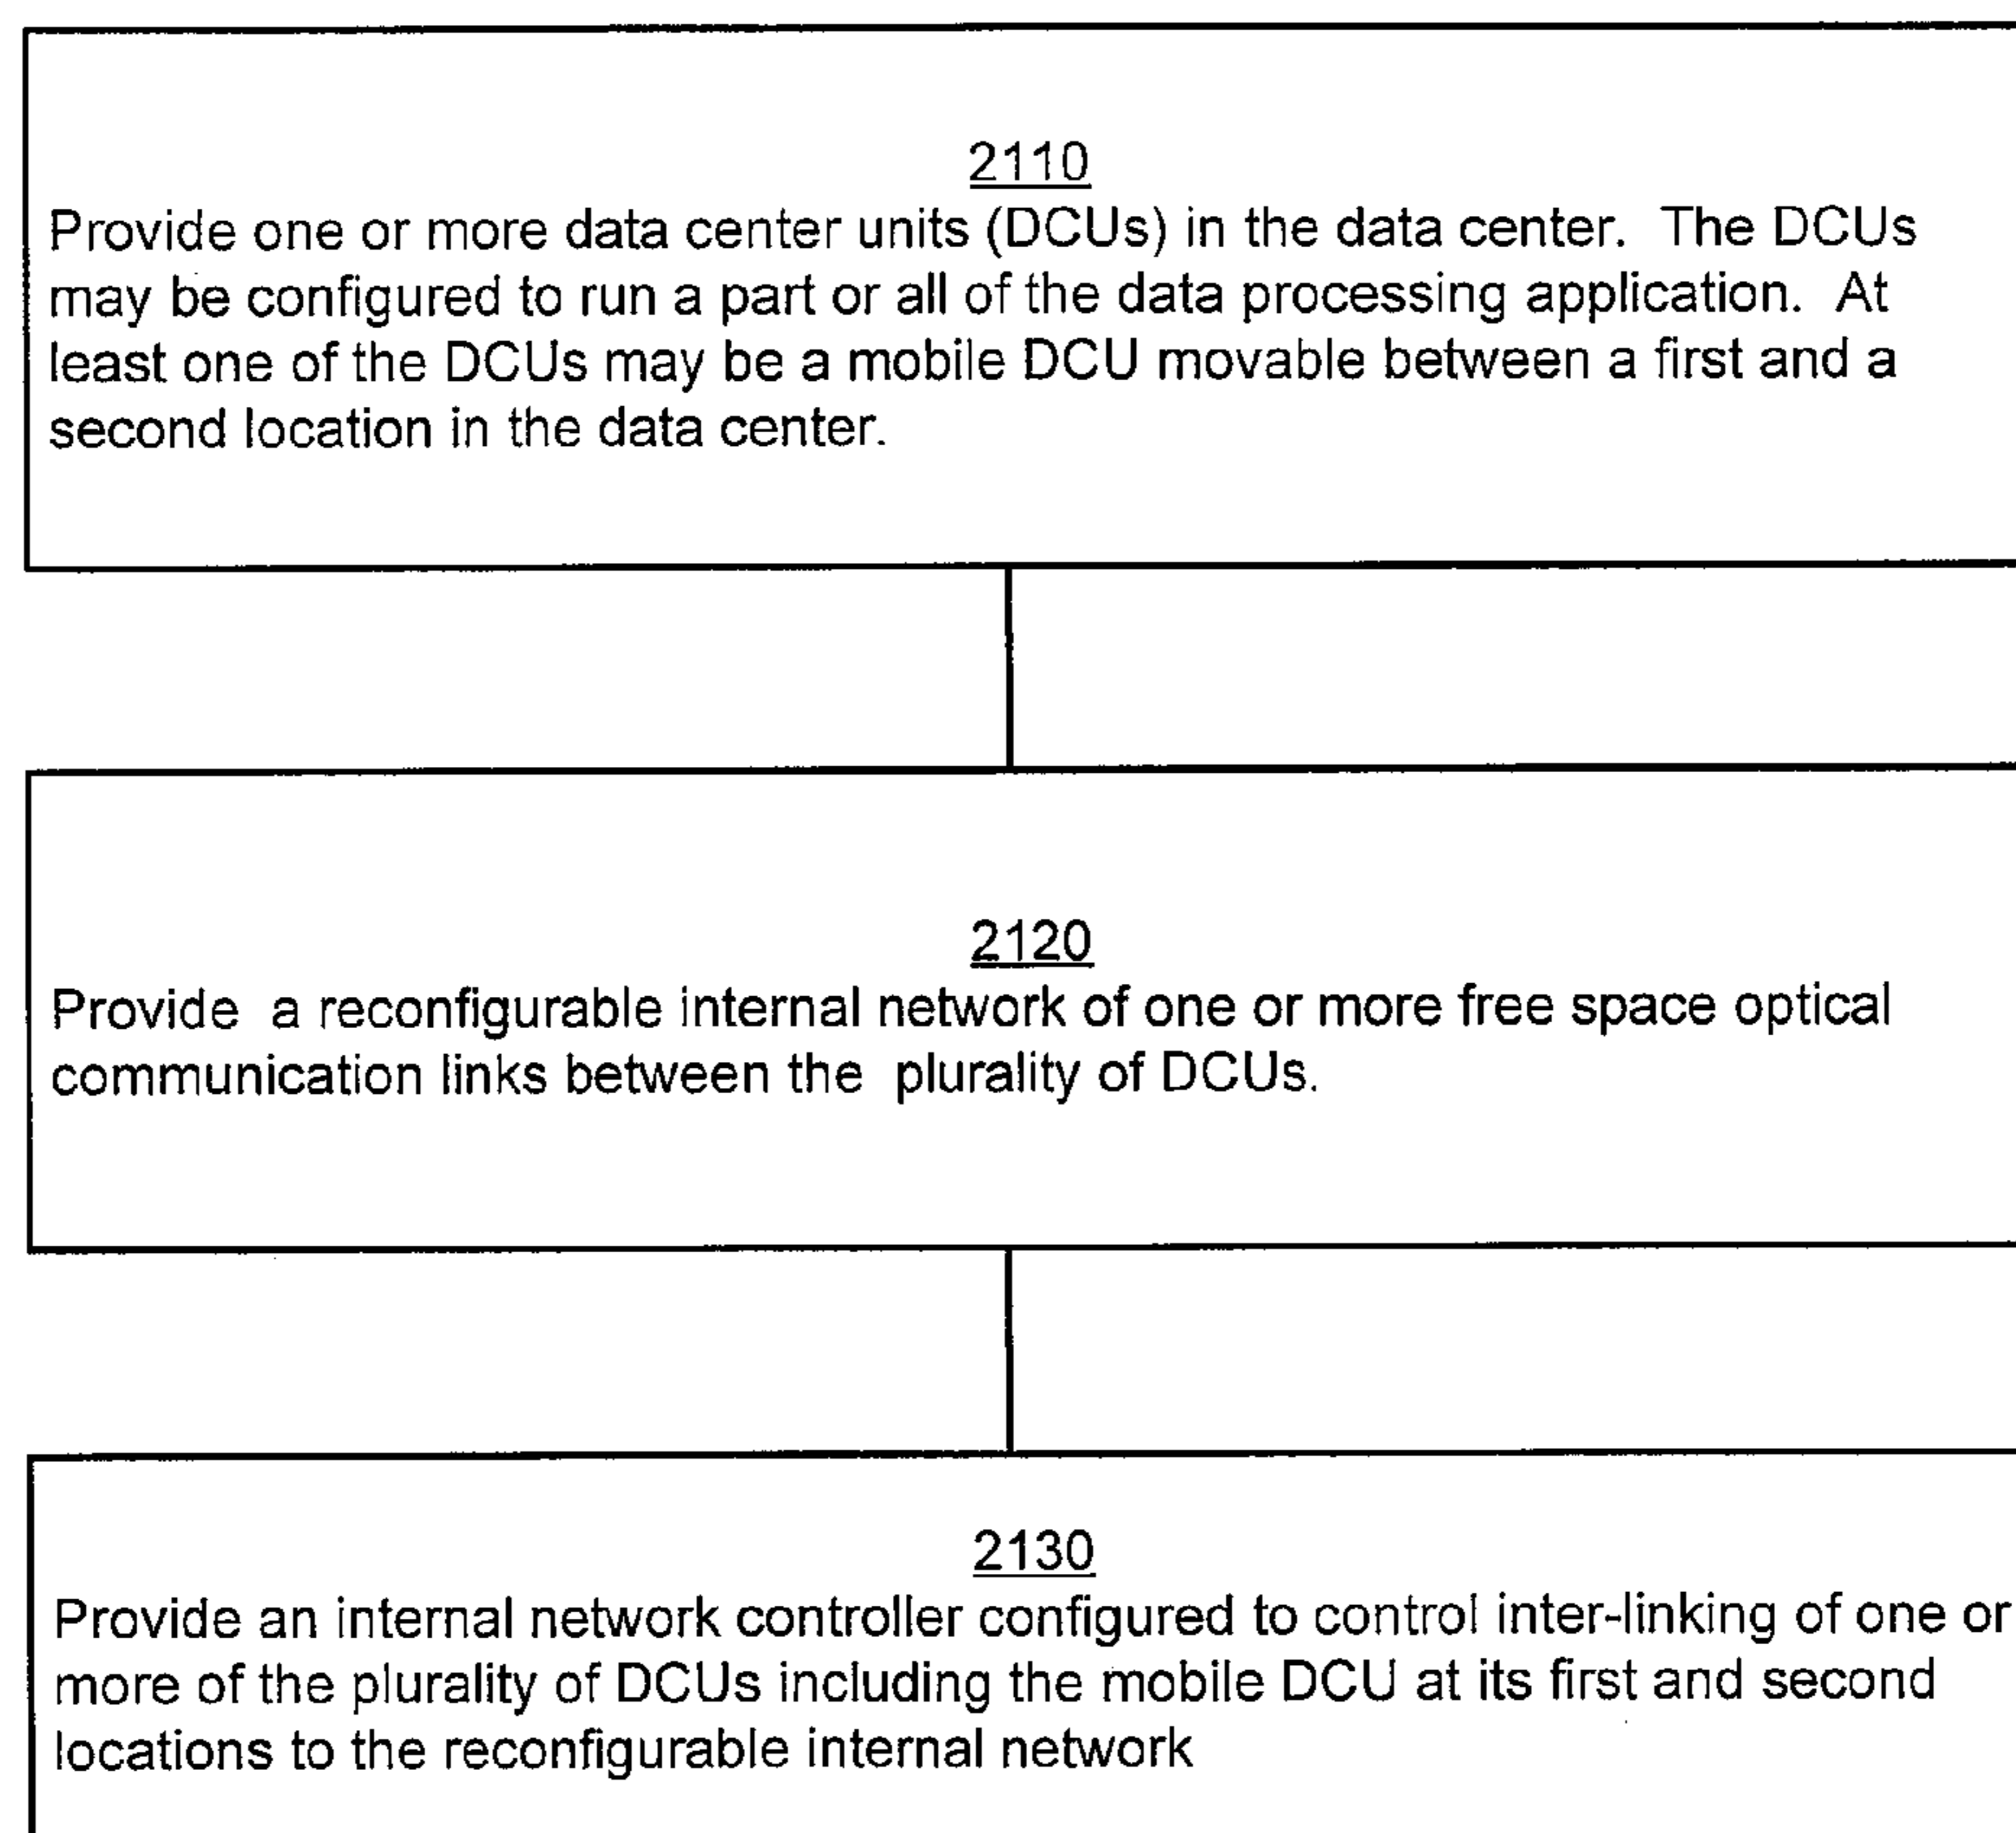 2110
Provide one or more data center units (DCUs) in the data center. The DCUs
may be configured to run a part or all of the data processing application. At
least one of the DCUs may be a mobile DCU movable between a first and a
second location in the data center.
2120
Provide a reconfigurable internal network of one or more free space optical
communication links between the plurality of DCUs.
2130
Provide an internal network controller configured to control inter-linking of one or
more of the plurality of DCUs including the mobile DCU at its first and second
locations to the reconfigurable internal network